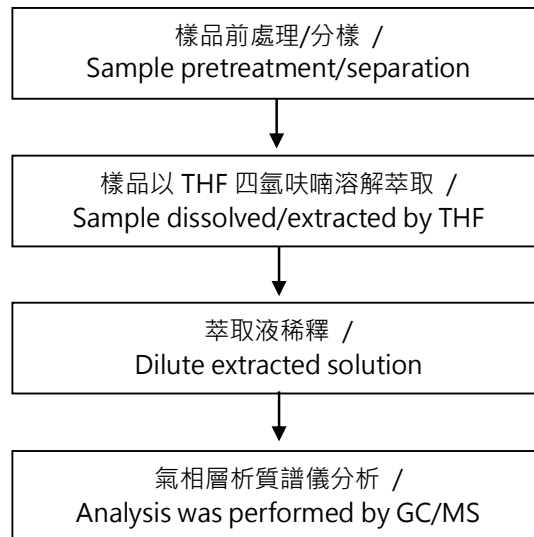 樣品前處理/分樣 /
Sample pretreatment/separation
樣品以 THF 四氫呋喃溶解萃取 /
Sample dissolved/extracted by THF
萃取液稀釋 /
Dilute extracted solution
氣相層析質譜儀分析 /
Analysis was performed by GC/MS